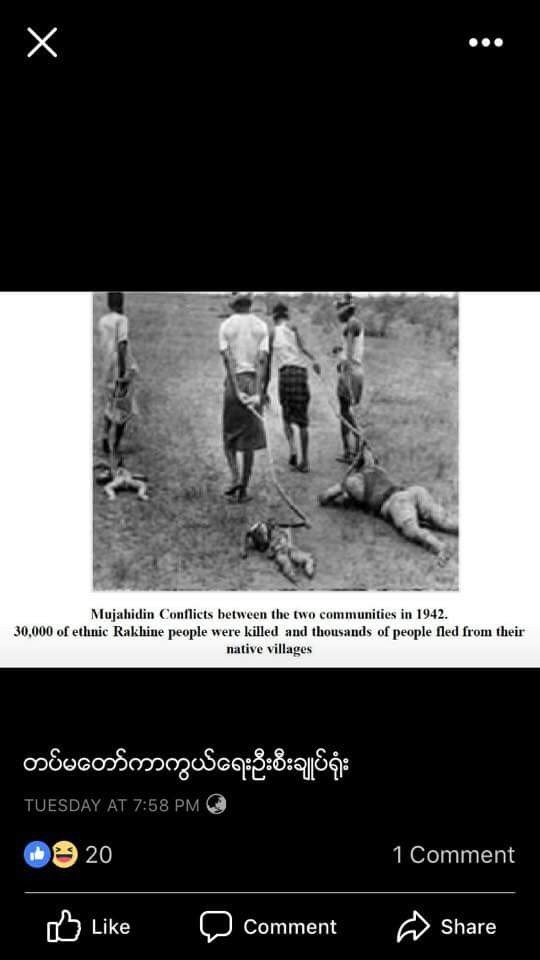 Mujahidin Conflicts between the two communities in 1942.
30,000 of ethnic Rakhine people were killed and thousands of people fled from their
native villages
တပ်မတော်ကာကွယ်ရေးဦးစီးချုပ်ရုံး
TUESDAY AT 7:58 PM
20
1 Comment
Like
Comment
Share